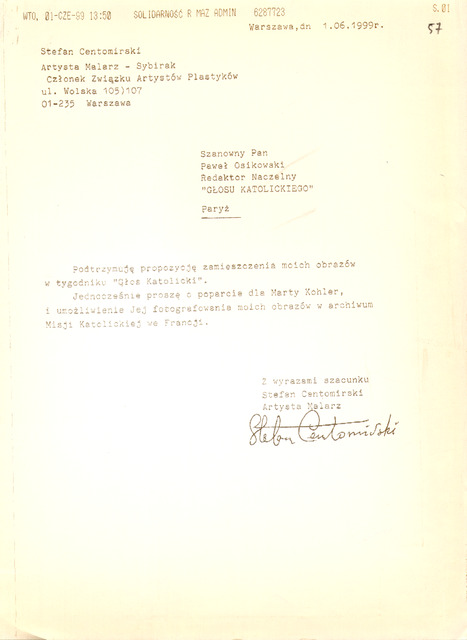 WTO, 01-CZE-99 13:50 SOLIDARNOŚĆ R MAZ ADMIN 6287723 S.01
Warszawa,dn 1.06.1999r.
57
Stefan Centomirski
Artysta Malarz - Sybirak
Członek Związku Artystów Plastyków
ul. Wolska 105)107
01-235 Warszawa
Szanowny Pan
Paweł Osikowski
Redaktor Naczelny
"GŁOSU KATOLICKIEGO"
Paryż
Podtrzymuję propozycję zamieszczenia moich obrazów
w tygodniku "Głos Katolicki".
Jednocześnie proszę o poparcie dla Marty Kohler,
i umożliwienie Jej fotografowania moich obrazów w archiwum
Misji Katolickiej we Francji.
Z wyrazami szacunku
Stefan Centomirski
Artysta Malarz
Stefan Centomirski